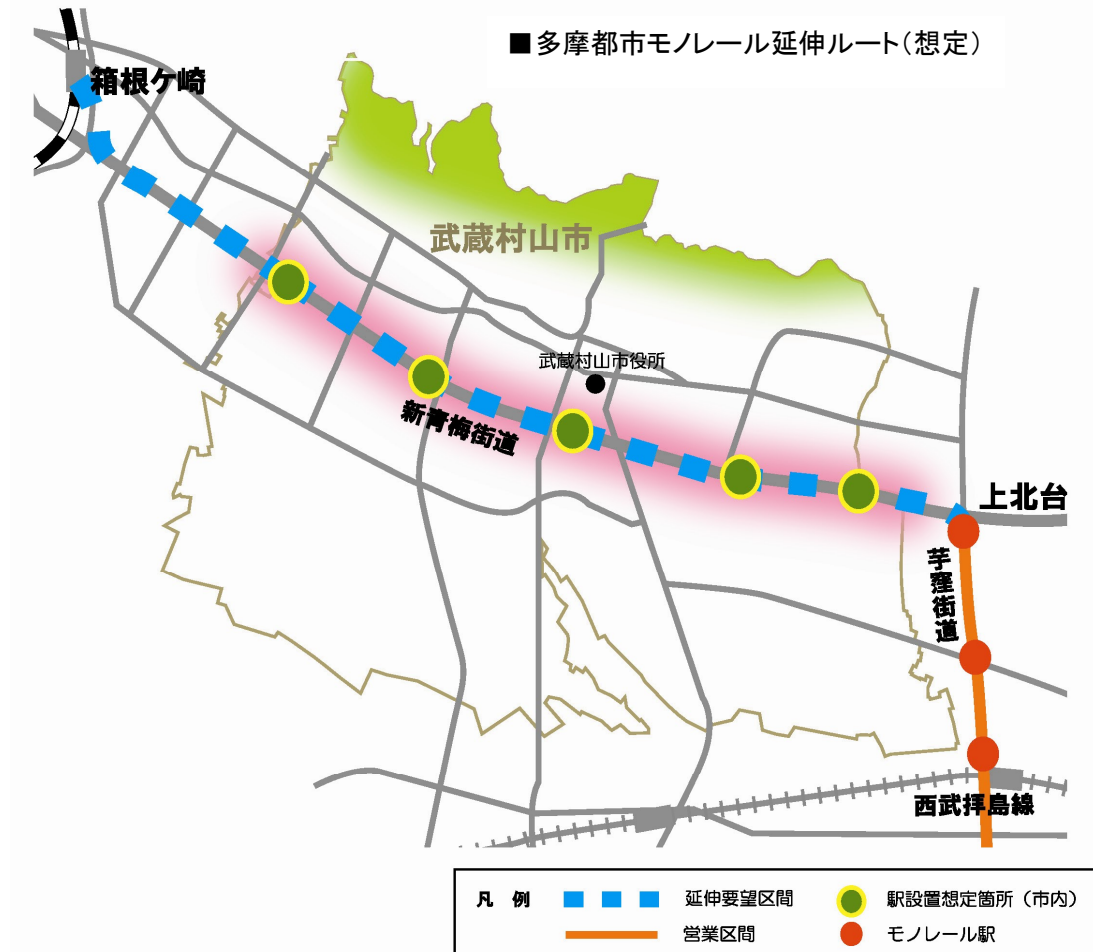 ■多摩都市モノレール延伸ルート(想定)
箱根ケ崎
武蔵村山市
武蔵村山市役所
新青梅街道
上北台
芋窪街道
西武拝島線
凡 例
延伸要望区間
駅設置想定箇所(市内)
営業区間
モノレール駅